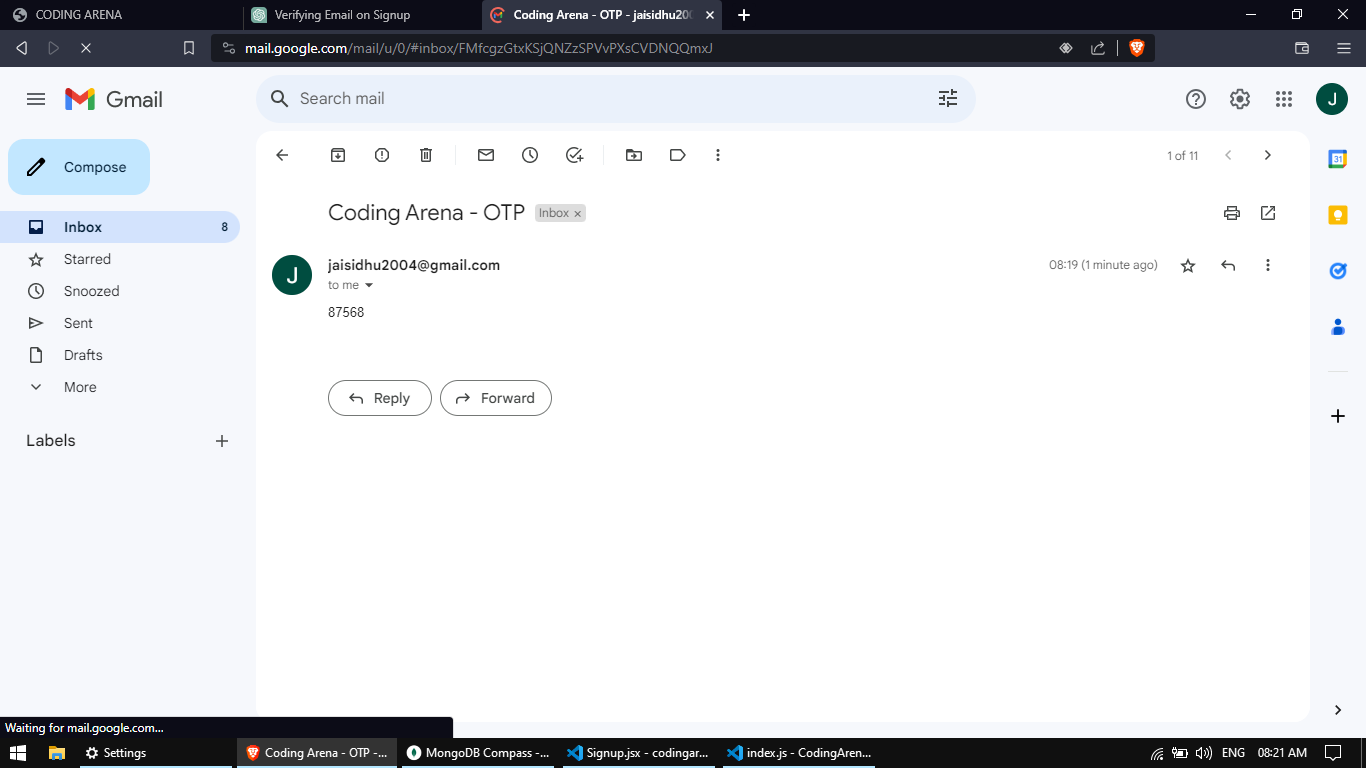 CODING ARENA
Verifying Email on Signup
Coding Arena - OTP - jaisidhu200
mail.google.com/mail/u/0/#inbox/FMfcgzGtxKSjQNZzSPVvPXsCVDNQQmxJ
Gmail
Search mail
J
Compose
1 of 11
31
Coding Arena - OTP Inbox ×
Inbox 8
Starred
Snoozed
Sent
Drafts
More
Labels
J
jaisidhu2004@gmail.com 08:19 (1 minute ago)
to me
87568
Reply
Forward
Waiting for mail.google.com...
Settings
Coding Arena - OTP -...
MongoDB Compass -...
Signup.jsx - codingar...
index.js - CodingAren...
ENG
08:21 AM